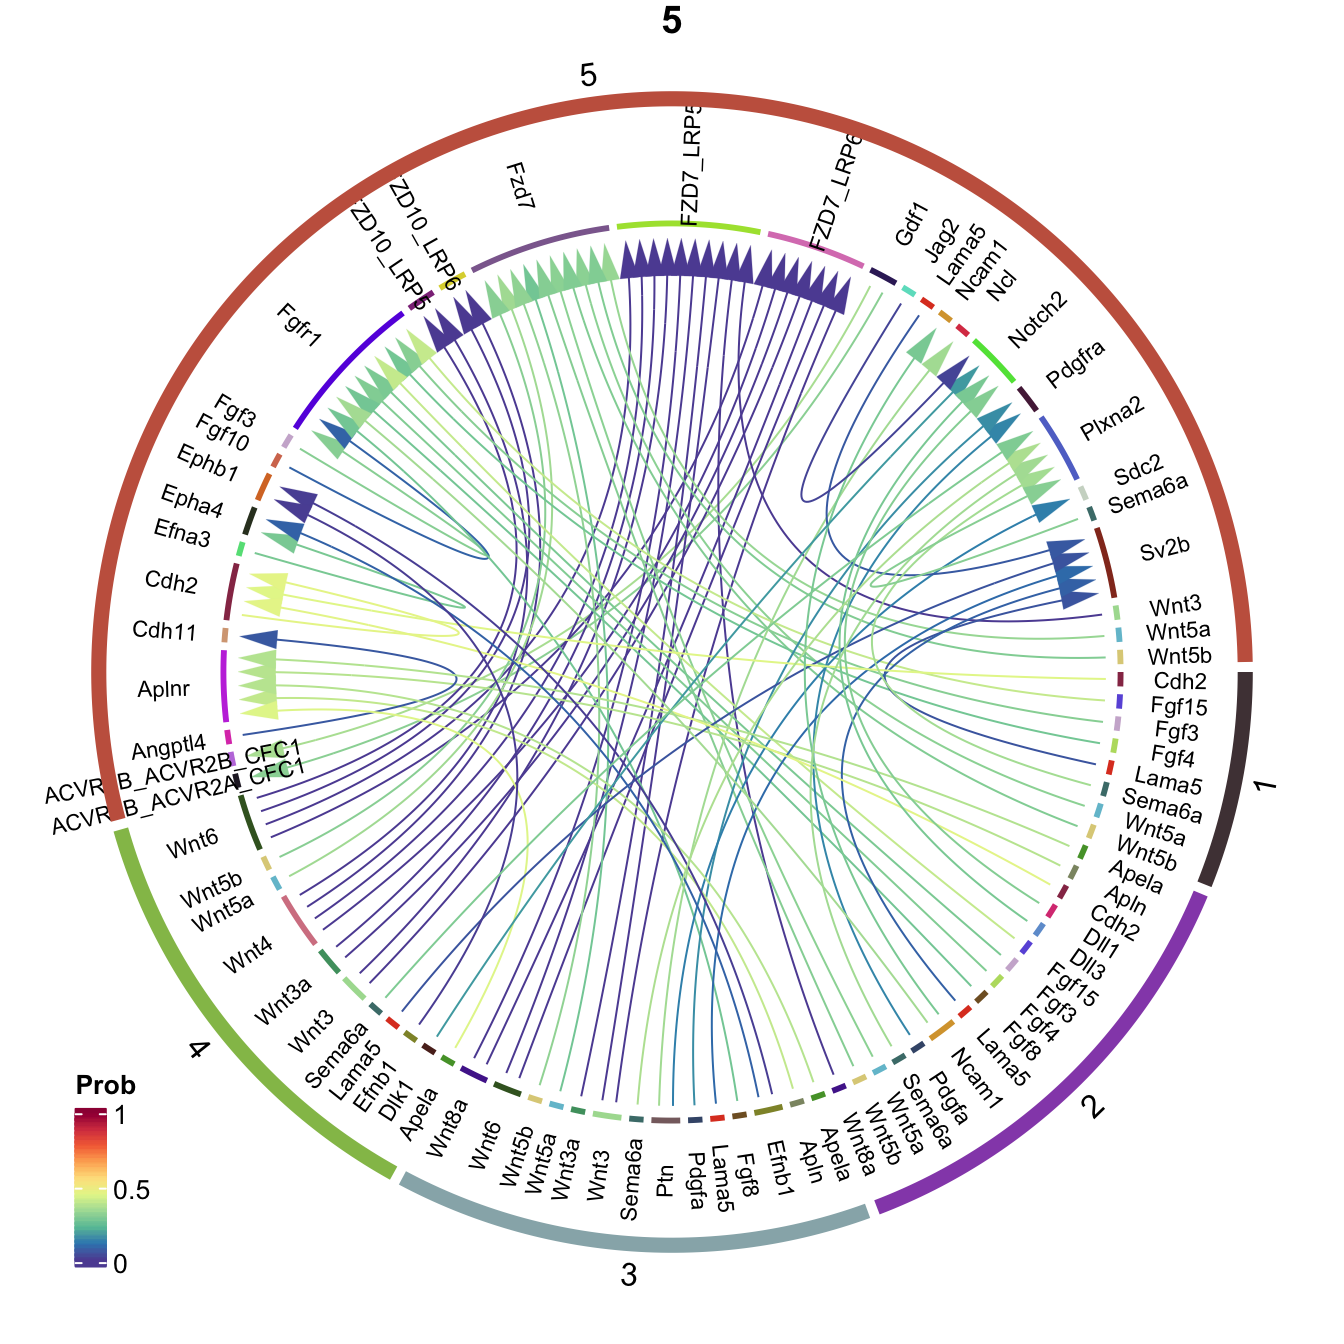 5
5
FZD7_LRP5
FZD7_LRP6
Gdf1
Jag2
Lama5
Ncam1
Ncl
Notch2
Pdgfra
Plxna2
Sdc2
Sema6a
Sv2b
Wnt3
Wnt5a
Wnt5b
Cdh2
Fgf15
Fgf3
Fgf4
Lama5
Sema6a
Wnt5a
Wnt5b
Apela
Apln
Cdh2
Dll1
Dll3
Fgf15
Fgf3
Fgf4
Fgf8
Lama5
Ncam1
Pdgfa
Sema6a
Wnt5a
Wnt5b
Wnt8a
Apela
Apln
Efnb1
Fgf8
Lama5
Pdgfa
Ptn
Sema6a
Wnt3
Wnt3a
Wnt5a
Wnt5b
Wnt6
Wnt8a
Apela
Dlk1
Efnb1
Lama5
Sema6a
Wnt3
Wnt3a
Wnt4
Wnt5a
Wnt5b
Wnt6
Angptl4
Aplnr
Cdh11
Cdh2
Efna3
Epha4
Ephb1
Fgf10
Fgf3
Fgfr1
ZD10_LRP5
ZD10_LRP6
Fzd7
1
2
3
4
Prob
1
0.5
0